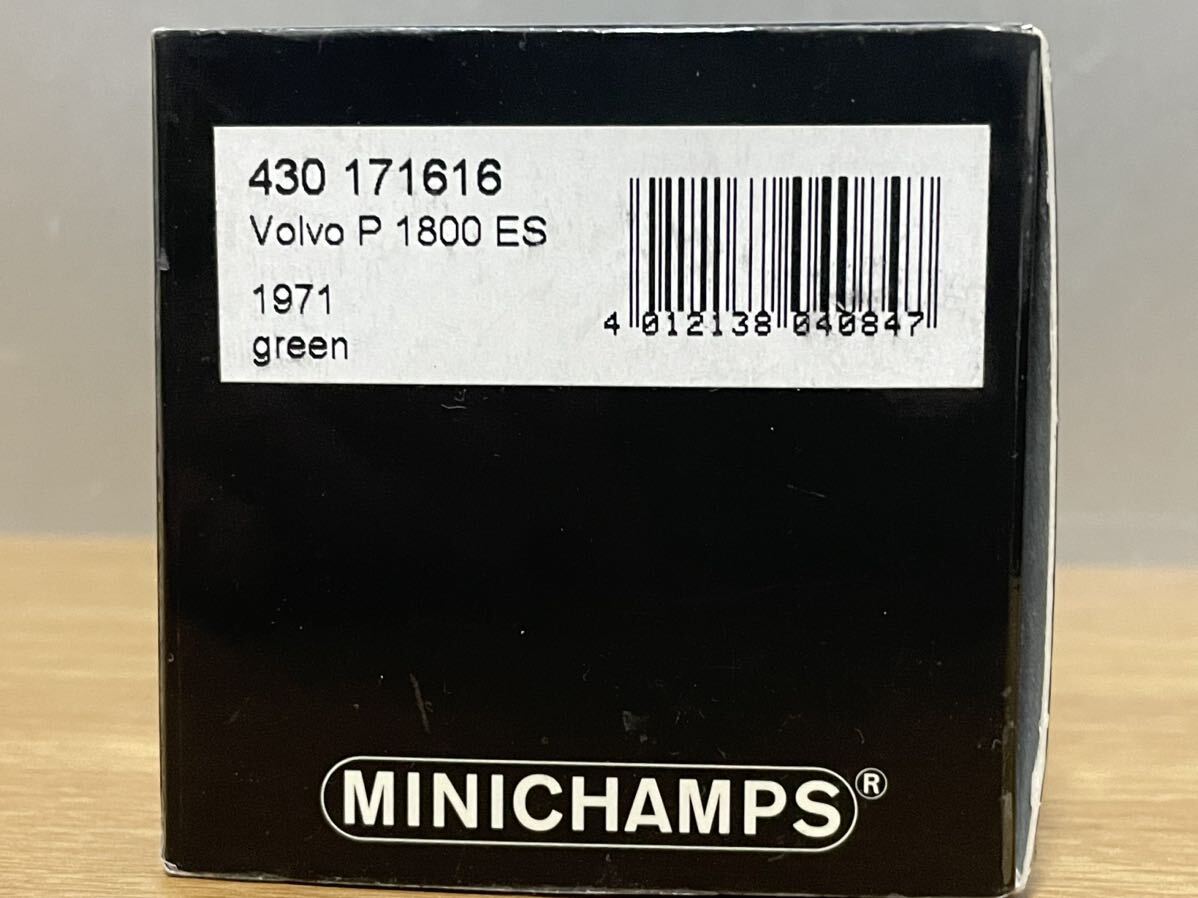 430 171616
Volvo P 1800 ES
1971
green
4 012138 040847
MINICHAMPS®